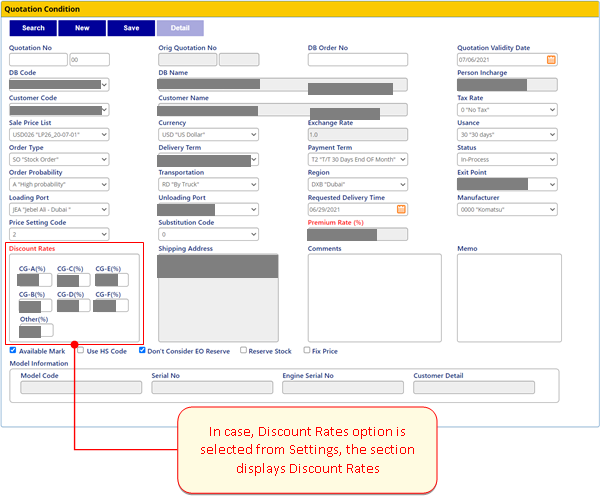 Quotation Condition
Search New Save Detail
Quotation No Orig Quotation No DB Order No Quotation Validity Date
00 07/06/2021
DB Code DB Name Person Incharge
Customer Code Customer Name Tax Rate
0 "No Tax"
Sale Price List Currency Exchange Rate Usance
USD026 "LP26_20-07-01" USD "US Dollar" 1.0 30 "30 days"
Order Type Delivery Term Payment Term Status
SO "Stock Order" T2 "T/T 30 Days End OF Month" In-Process
Order Probability Transportation Region Exit Point
A "High probability" RD "By Truck" DXB "Dubai"
Loading Port Unloading Port Requested Delivery Time Manufacturer
JEA "Jebel Ali - Dubai " 06/29/2021 0000 "Komatsu"
Price Setting Code Substitution Code Premium Rate (%)
2 0
Discount Rates Shipping Address Comments Memo
CG-A(%) CG-C(%) CG-E(%)
CG-B(%) CG-D(%) CG-F(%)
Other(%)
Available Mark Use HS Code Don't Consider EO Reserve Reserve Stock Fix Price
Model Information
Model Code Serial No Engine Serial No Customer Detail
In case, Discount Rates option is
selected from Settings, the section
displays Discount Rates